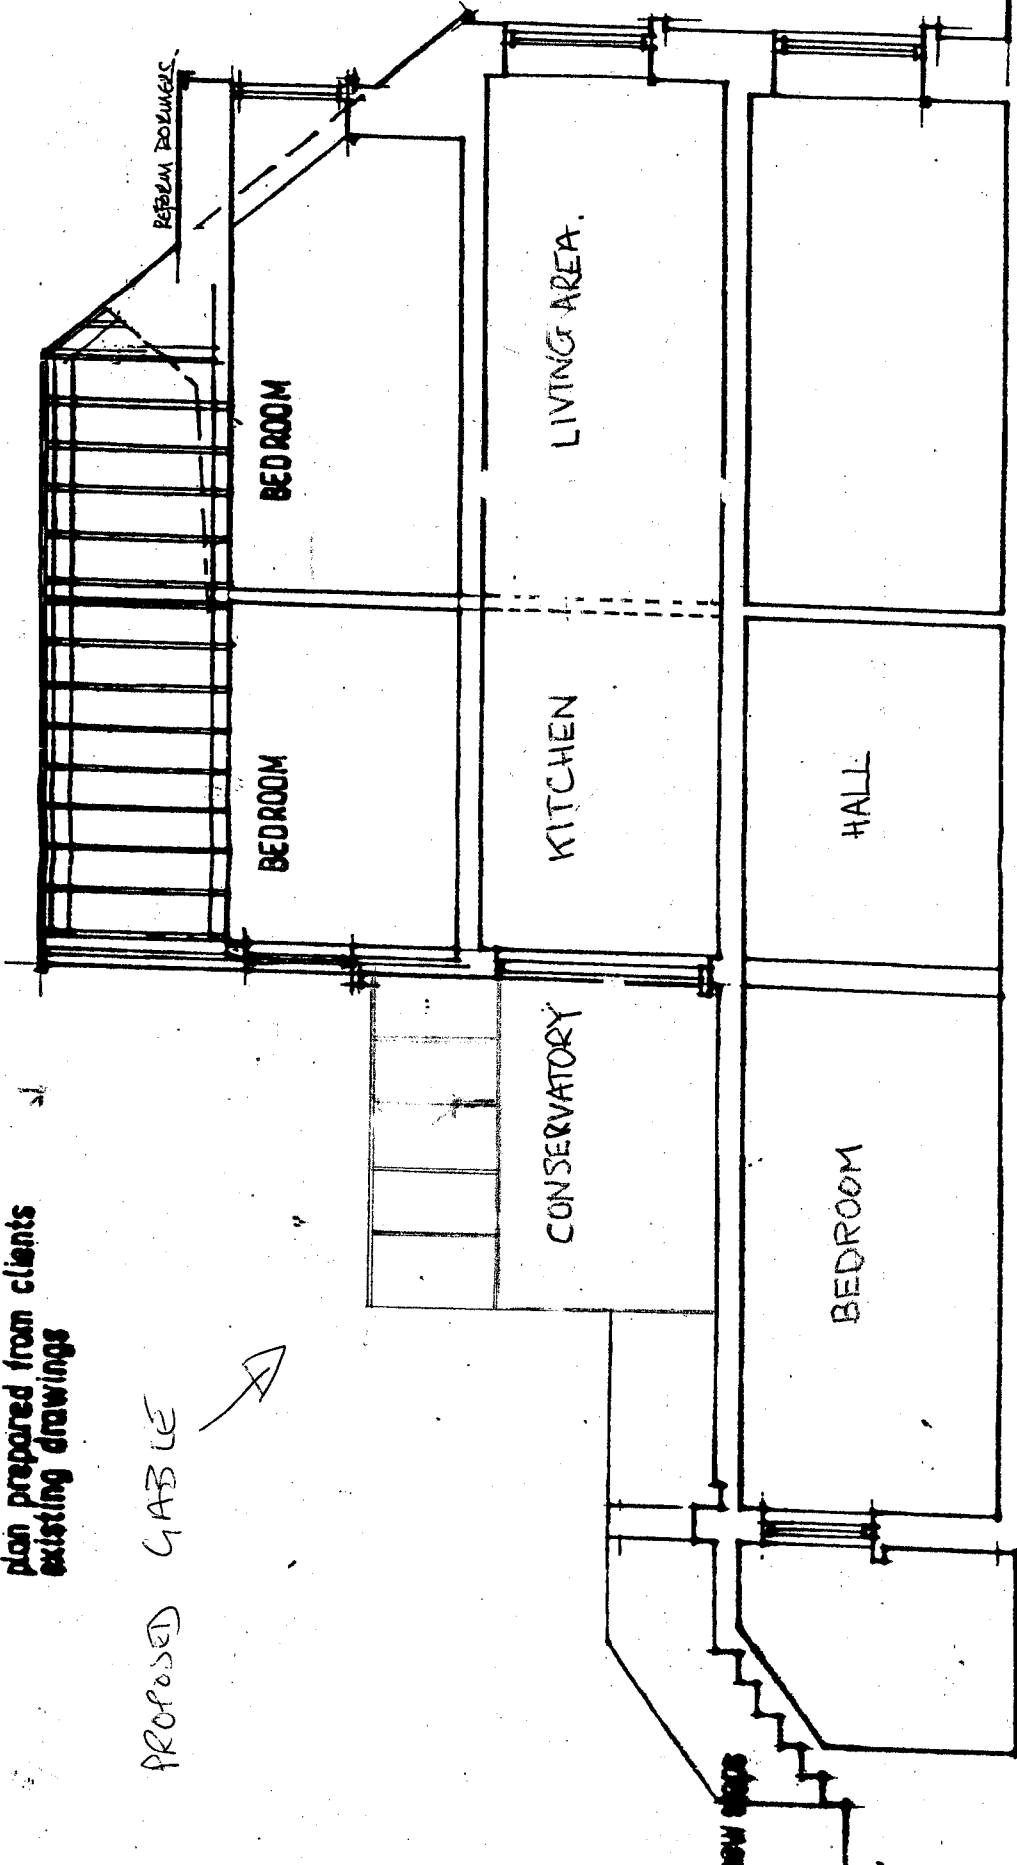 plan prepared from clients
existing drawings
PROPOSED GABLE
REFORM DORMERS.
BEDROOM
BEDROOM
CONSERVATORY
KITCHEN
LIVING AREA.
BEDROOM
HALL